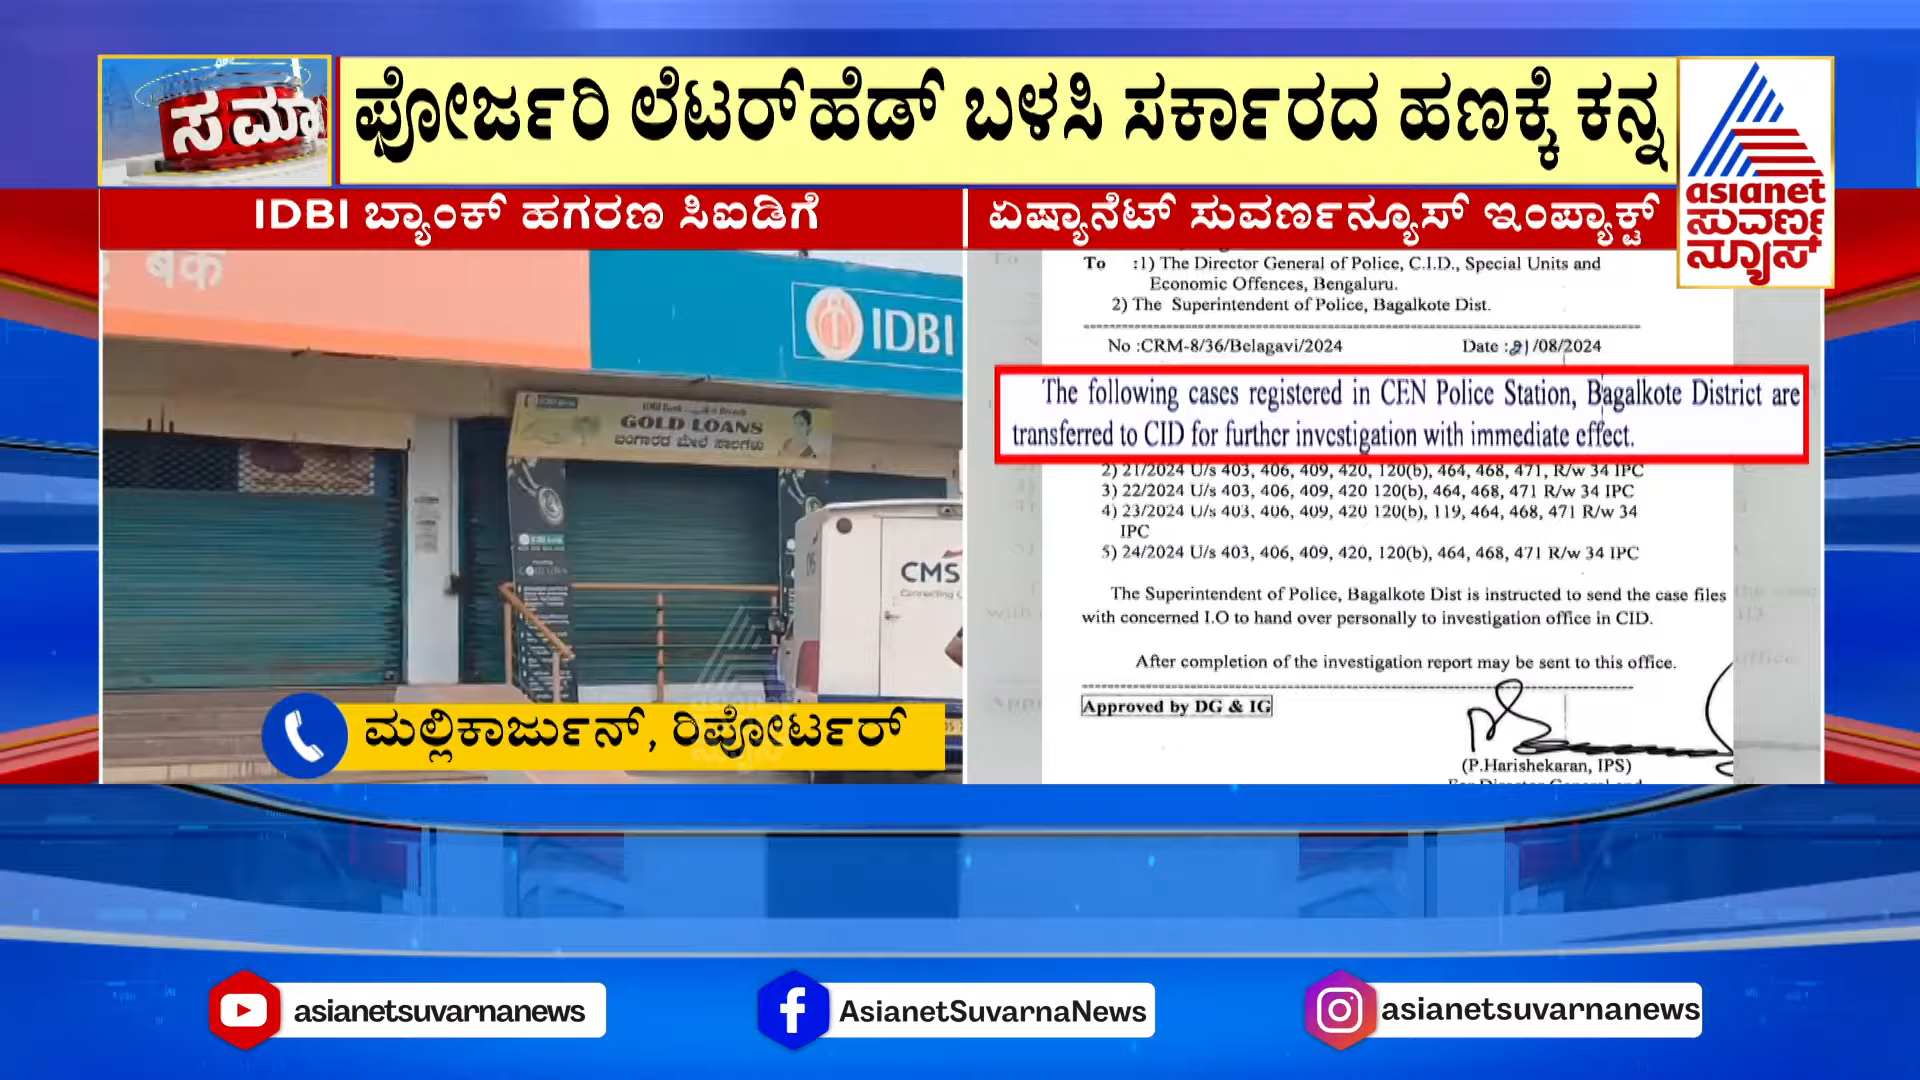 ಸಮಾ
ಫೋರ್ಜರಿ ಲೆಟರ್‌ಹೆಡ್ ಬಳಸಿ ಸರ್ಕಾರದ ಹಣಕ್ಕೆ ಕನ್ನ
asianet
ಸುವರ್ಣ
ನ್ಯೂಸ್
IDBI ಬ್ಯಾಂಕ್ ಹಗರಣ ಸಿಐಡಿಗೆ
ಏಷ್ಯಾನೆಟ್ ಸುವರ್ಣನ್ಯೂಸ್ ಇಂಪ್ಯಾಕ್ಟ್
बैंक
IDBI
GOLD LOANS
ಬಂಗಾರದ ಮೇಲೆ ಸಾಲಗಳು
CMS
ಮಲ್ಲಿಕಾರ್ಜುನ್, ರಿಪೋರ್ಟರ್
To :1) The Director General of Police, C.I.D., Special Units and
Economic Offences, Bengaluru.
2) The Superintendent of Police, Bagalkote Dist.
No :CRM-8/36/Belagavi/2024 Date :21/08/2024
The following cases registered in CEN Police Station, Bagalkote District are
transferred to CID for further investigation with immediate effect.
2) 21/2024 U/s 403, 406, 409, 420, 120(b), 464, 468, 471, R/w 34 IPC
3) 22/2024 U/s 403, 406, 409, 420 120(b), 464, 468, 471 R/w 34 IPC
4) 23/2024 U/s 403, 406, 409, 420 120(b), 119, 464, 468, 471 R/w 34
IPC
5) 24/2024 U/s 403, 406, 409, 420, 120(b), 464, 468, 471 R/w 34 IPC
The Superintendent of Police, Bagalkote Dist is instructed to send the case files
with concerned I.O to hand over personally to investigation office in CID.
After completion of the investigation report may be sent to this office.
Approved by DG & IG
(P.Harishekaran, IPS)
asianetsuvarnanews
AsianetSuvarnaNews
asianetsuvarnanews